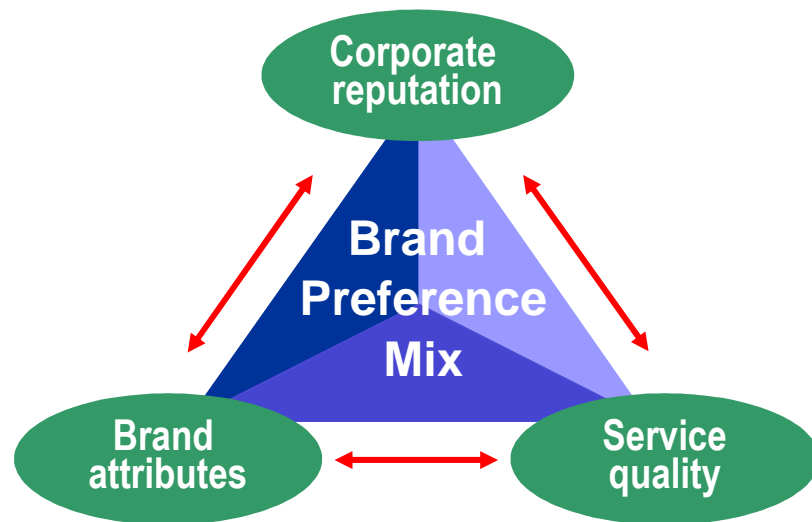 Corporate
reputation
Brand
Preference
Mix
Brand
attributes
Service
quality